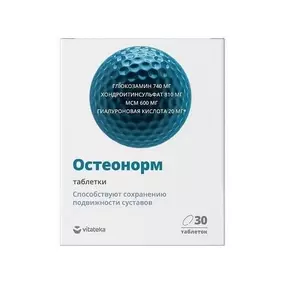 ГЛЮКОЗАМИН 740 МГ
ХОНДРОИТИНСУЛЬФАТ 810 МГ
МСМ 600 МГ
ГИАЛУРОНОВАЯ КИСЛОТА 20 МГ*
Остеонорм
таблетки
Способствуют сохранению
подвижности суставов
vitateka
30
таблеток